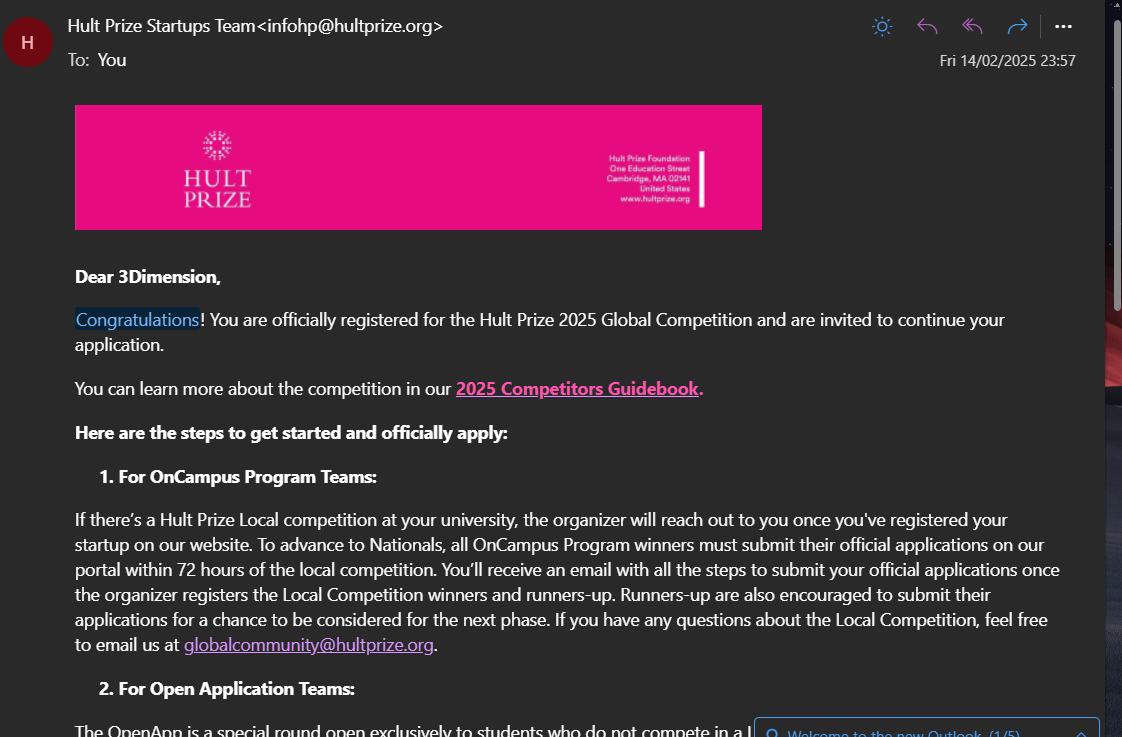 H
Hult Prize Startups Team<infohp@hultprize.org>
To: You
Fri 14/02/2025 23:57
HULT
PRIZE
Hult Prize Foundation
One Education Street
Cambridge, MA 02141
United States
www.hultprize.org
Dear 3Dimension,
Congratulations! You are officially registered for the Hult Prize 2025 Global Competition and are invited to continue your
application.
You can learn more about the competition in our 2025 Competitors Guidebook.
Here are the steps to get started and officially apply:
1. For OnCampus Program Teams:
If there’s a Hult Prize Local competition at your university, the organizer will reach out to you once you've registered your
startup on our website. To advance to Nationals, all OnCampus Program winners must submit their official applications on our
portal within 72 hours of the local competition. You’ll receive an email with all the steps to submit your official applications once
the organizer registers the Local Competition winners and runners-up. Runners-up are also encouraged to submit their
applications for a chance to be considered for the next phase. If you have any questions about the Local Competition, feel free
to email us at globalcommunity@hultprize.org.
2. For Open Application Teams:
The OpenApp is a special round open exclusively to students who do not compete in a
Welcome to the new Outlook (1/5)